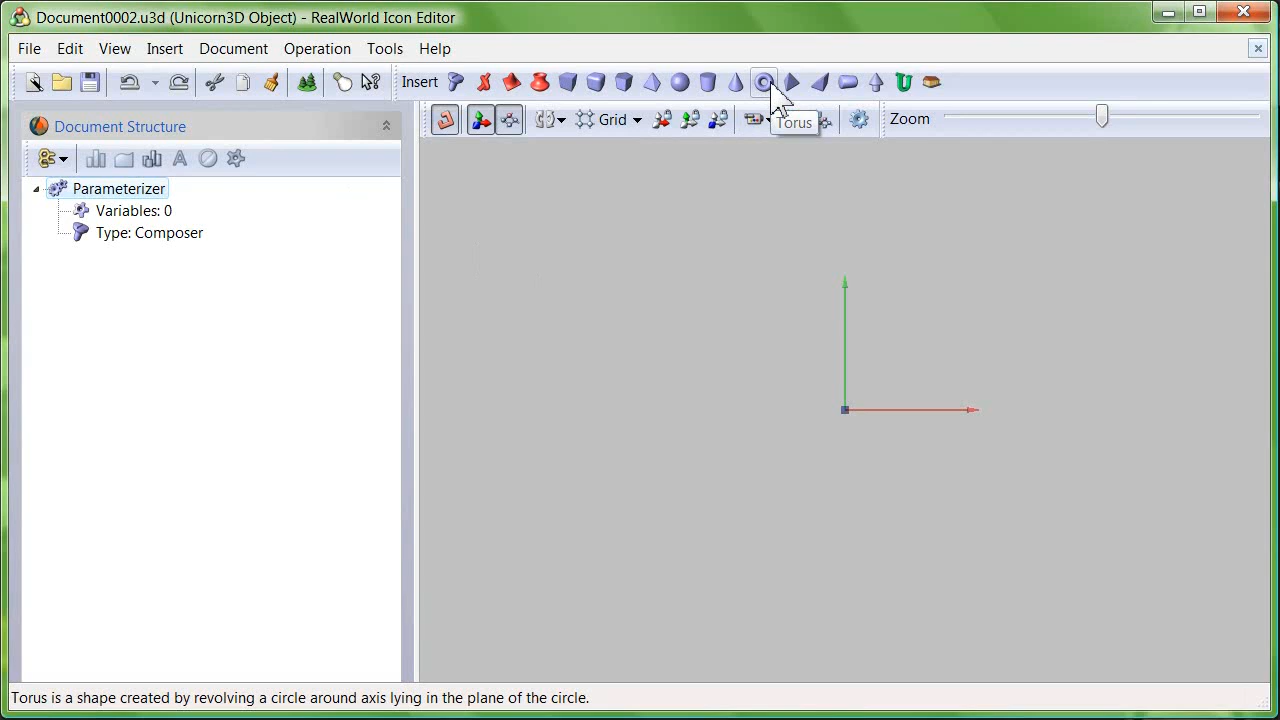 Document0002.u3d (Unicorn3D Object) - RealWorld Icon Editor
File Edit View Insert Document Operation Tools Help
Insert
Document Structure
Grid
Torus
Zoom
Parameterizer
Variables: 0
Type: Composer
Torus is a shape created by revolving a circle around axis lying in the plane of the circle.